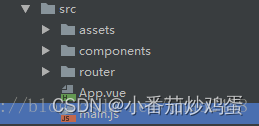 src
assets
components
router
App.vue
CSDN @小番茄炒鸡蛋
main.js